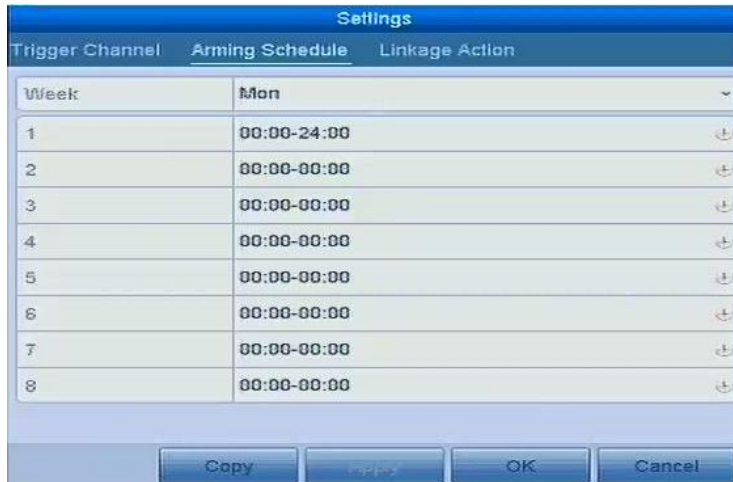 Settings
Trigger Channel Arming Schedule Linkage Action
Week Mon
1 00:00-24:00
2 00:00-00:00
3 00:00-00:00
4 00:00-00:00
5 00:00-00:00
6 00:00-00:00
7 00:00-00:00
8 00:00-00:00
Copy Apply OK Cancel